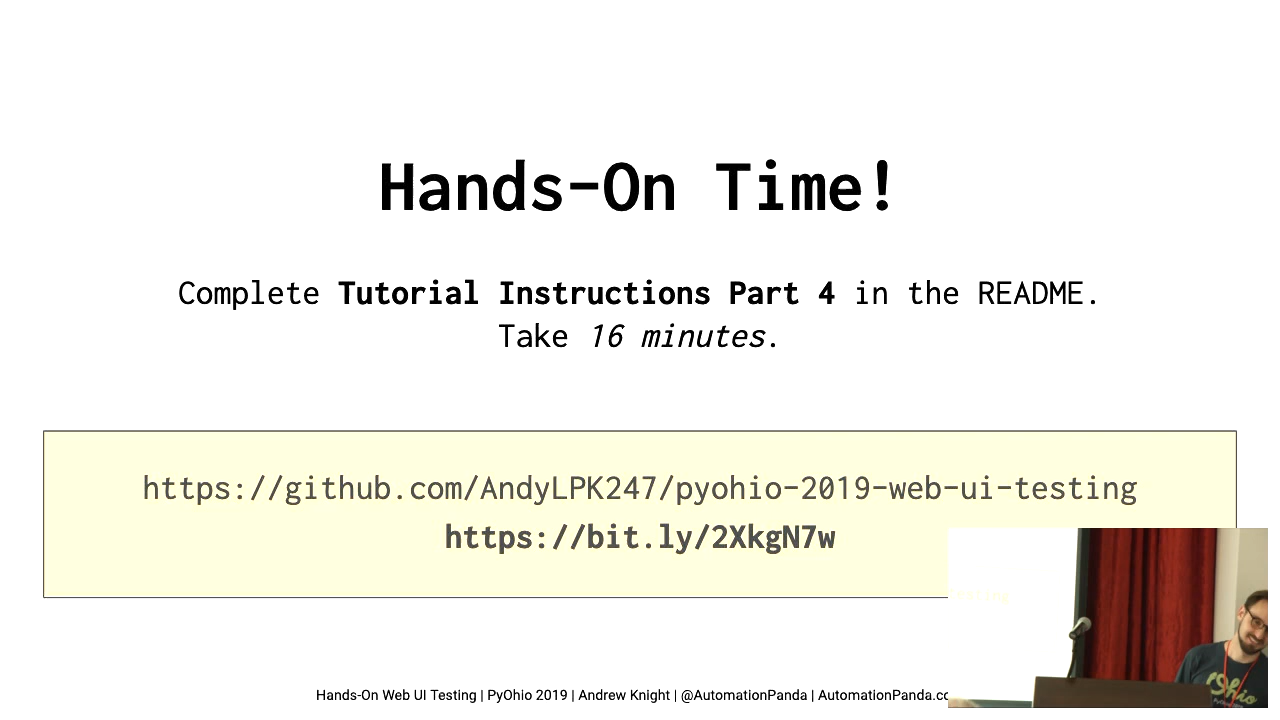 Hands-On Time!
Complete Tutorial Instructions Part 4 in the README.
Take 16 minutes.
https://github.com/AndyLPK247/pyohio-2019-web-ui-testing
https://bit.ly/2XkgN7w
Hands-On Web UI Testing | PyOhio 2019 | Andrew Knight | @AutomationPanda | AutomationPanda.co